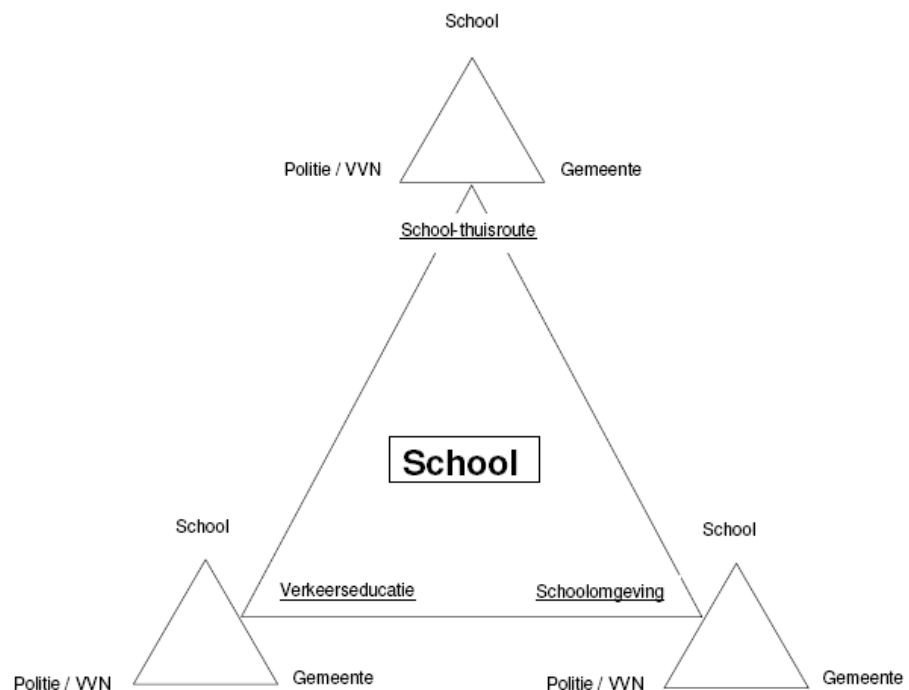 School
Politie / VVN
Gemeente
School-thuisroute
School
School
School
Verkeerseducatie
Schoolomgeving
Politie / VVN
Gemeente
Politie / VVN
Gemeente